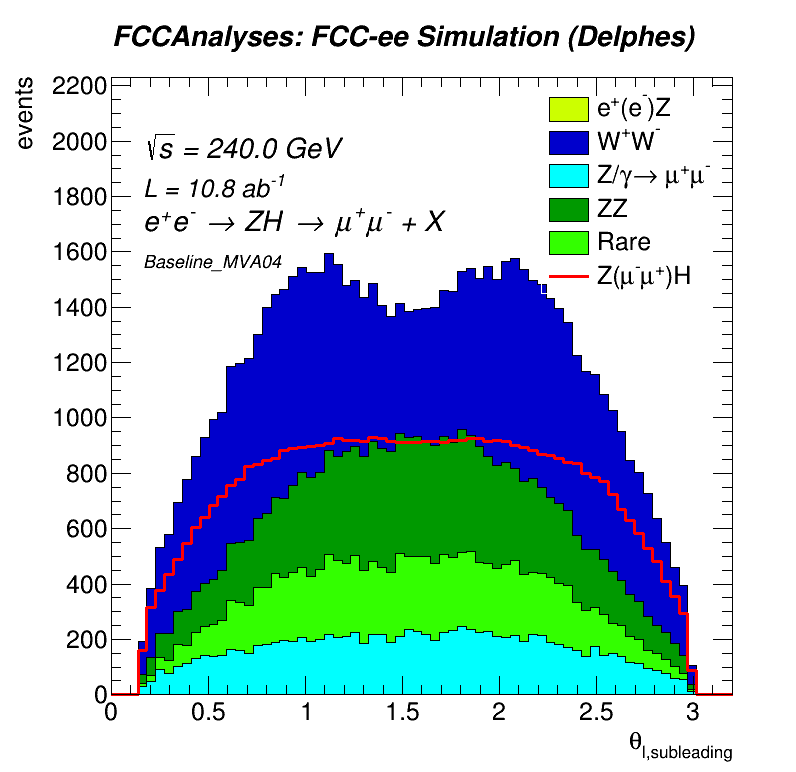 FCCAnalyses: FCC-ee Simulation (Delphes)
events
2200
2000
1800
1600
1400
1200
1000
800
600
400
200
0
√s = 240.0 GeV
L = 10.8 ab⁻¹
e⁺e⁻ → ZH → μ⁺μ⁻ + X
Baseline_MVA04
e⁺(e⁻)Z
W⁺W⁻
Z/γ→ μ⁺μ⁻
ZZ
Rare
Z(μ⁻μ⁺)H
0 0.5 1 1.5 2 2.5 3
θl,subleading